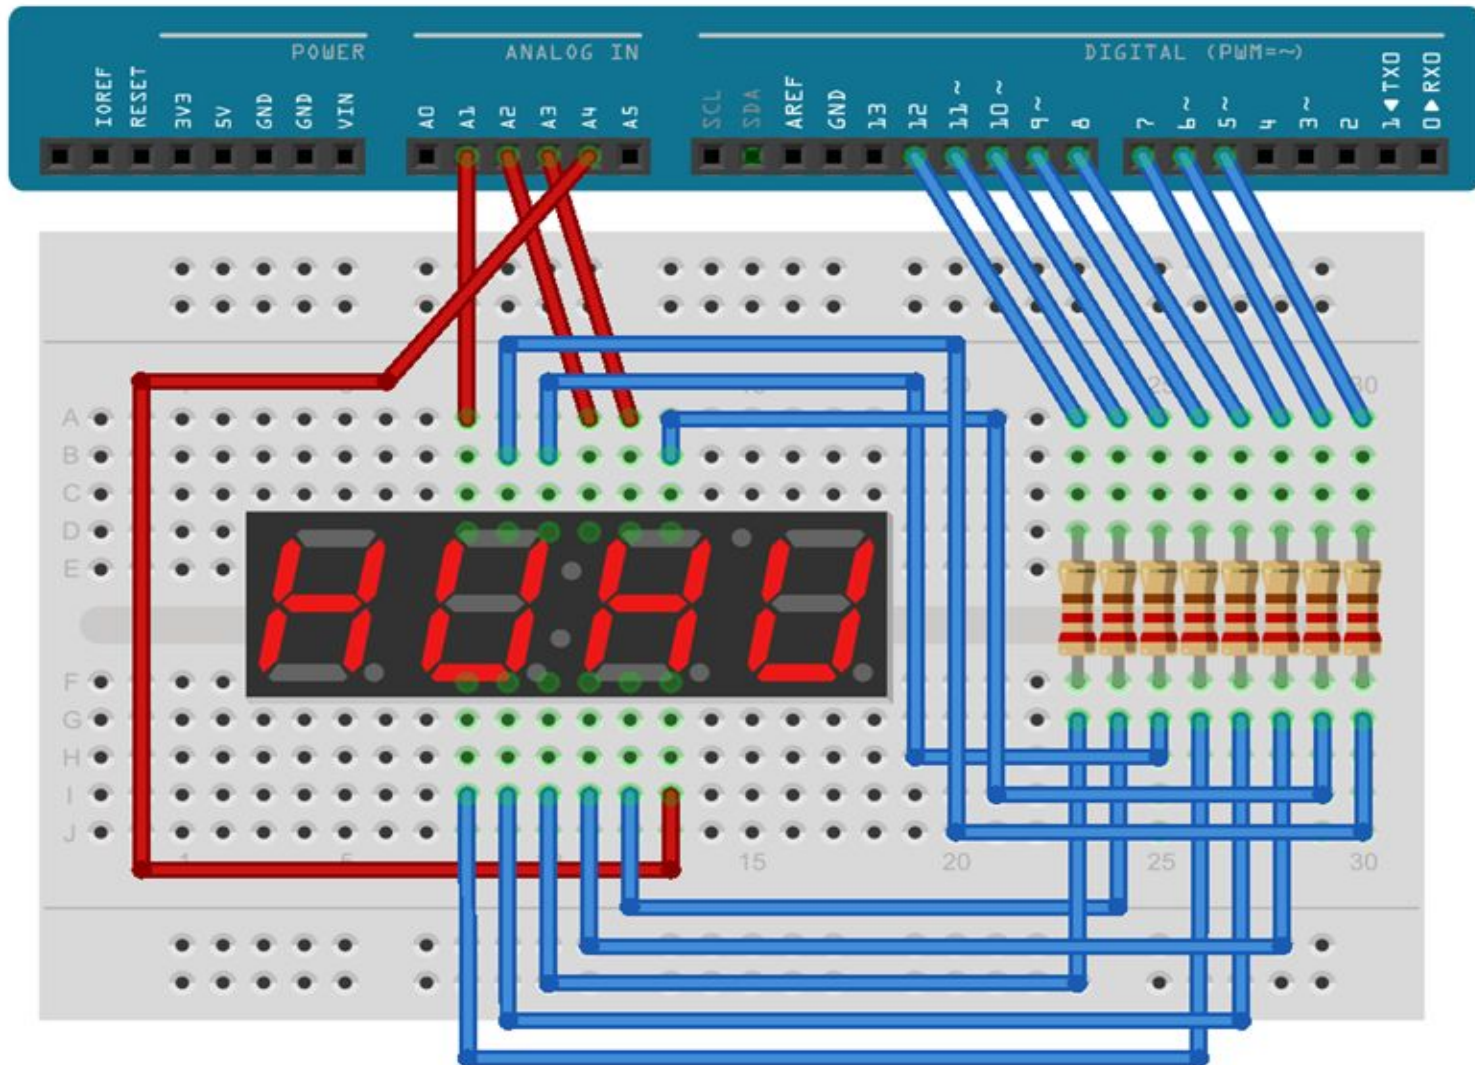 POWER ANALOG IN DIGITAL (PWM=~)
IOREF RESET 3V3 5V GND GND VIN A0 A1 A2 A3 A4 A5 SCL SDA AREF GND 13 12 11~ 10~ 9~ 8 7 6~ 5~ 4 3~ 2 1◄TX0 0►RX0
A
B
C
D
E
F
G
H
I
J
15 20 25 30